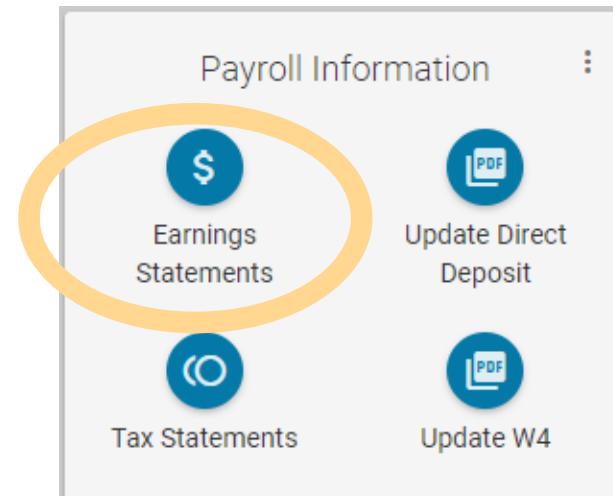 Payroll Information
$
Earnings
Statements
PDF
Update Direct
Deposit
Tax Statements
PDF
Update W4